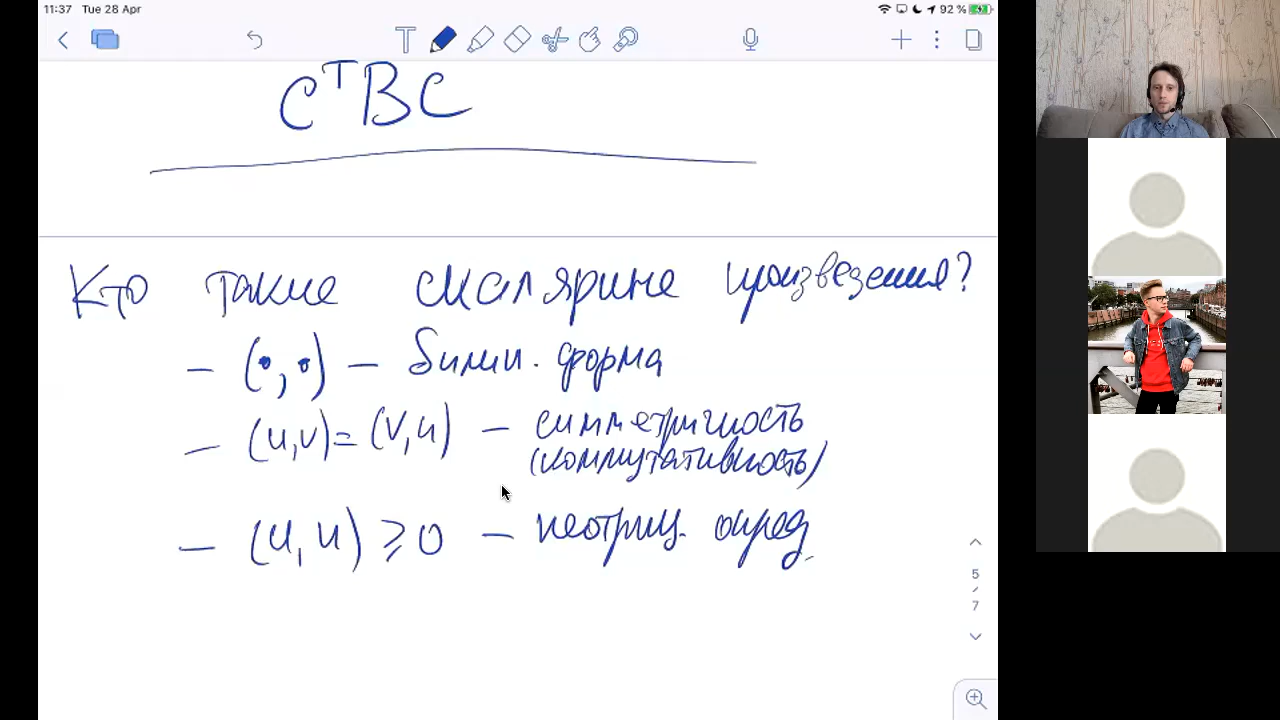 11:37 Tue 28 Apr 92 %
T
CᵀBC
Кто такие скалярные произведения?
- (•,•) - билин. форма
- (u,v) = (v,u) - симметричность
(коммутативность)
- (u,u) ⩾ 0 - неотриц. опред.
5
7